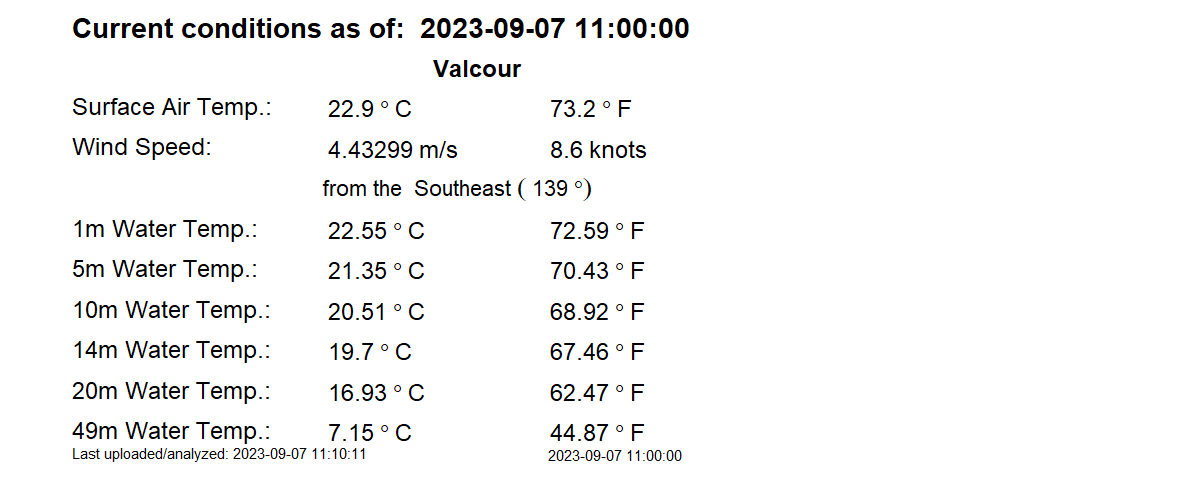 Current conditions as of: 2023-09-07 11:00:00
Valcour
Surface Air Temp.: 22.9 ° C 73.2 ° F
Wind Speed: 4.43299 m/s 8.6 knots
from the Southeast ( 139 °)
1m Water Temp.: 22.55 ° C 72.59 ° F
5m Water Temp.: 21.35 ° C 70.43 ° F
10m Water Temp.: 20.51 ° C 68.92 ° F
14m Water Temp.: 19.7 ° C 67.46 ° F
20m Water Temp.: 16.93 ° C 62.47 ° F
49m Water Temp.: 7.15 ° C 44.87 ° F
Last uploaded/analyzed: 2023-09-07 11:10:11 2023-09-07 11:00:00